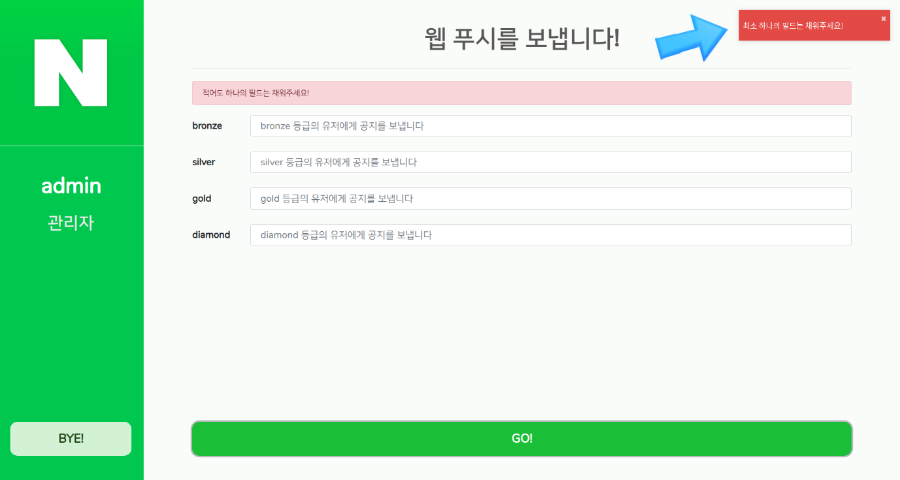 N
admin
관리자
BYE!
웹 푸시를 보냅니다!
최소 하나의 필드는 채워주세요!
적어도 하나의 필드는 채워주세요!
bronze
bronze 등급의 유저에게 공지를 보냅니다
silver
silver 등급의 유저에게 공지를 보냅니다
gold
gold 등급의 유저에게 공지를 보냅니다
diamond
diamond 등급의 유저에게 공지를 보냅니다
GO!